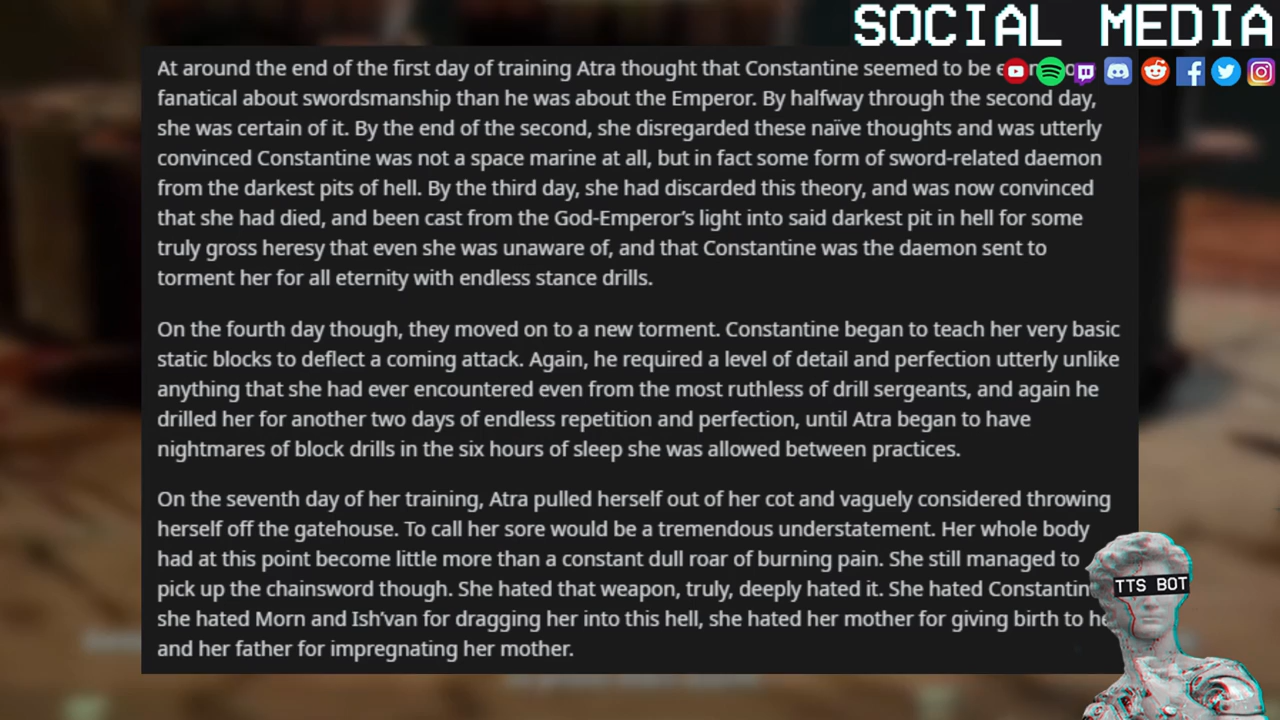 SOCIAL MEDIA
At around the end of the first day of training Atra thought that Constantine seemed to be
fanatical about swordsmanship than he was about the Emperor. By halfway through the second day,
she was certain of it. By the end of the second, she disregarded these naïve thoughts and was utterly
convinced Constantine was not a space marine at all, but in fact some form of sword-related daemon
from the darkest pits of hell. By the third day, she had discarded this theory, and was now convinced
that she had died, and been cast from the God-Emperor’s light into said darkest pit in hell for some
truly gross heresy that even she was unaware of, and that Constantine was the daemon sent to
torment her for all eternity with endless stance drills.
On the fourth day though, they moved on to a new torment. Constantine began to teach her very basic
static blocks to deflect a coming attack. Again, he required a level of detail and perfection utterly unlike
anything that she had ever encountered even from the most ruthless of drill sergeants, and again he
drilled her for another two days of endless repetition and perfection, until Atra began to have
nightmares of block drills in the six hours of sleep she was allowed between practices.
On the seventh day of her training, Atra pulled herself out of her cot and vaguely considered throwing
herself off the gatehouse. To call her sore would be a tremendous understatement. Her whole body
had at this point become little more than a constant dull roar of burning pain. She still managed to
pick up the chainsword though. She hated that weapon, truly, deeply hated it. She hated Constantin
she hated Morn and Ish’van for dragging her into this hell, she hated her mother for giving birth to
and her father for impregnating her mother.
TTS BOT